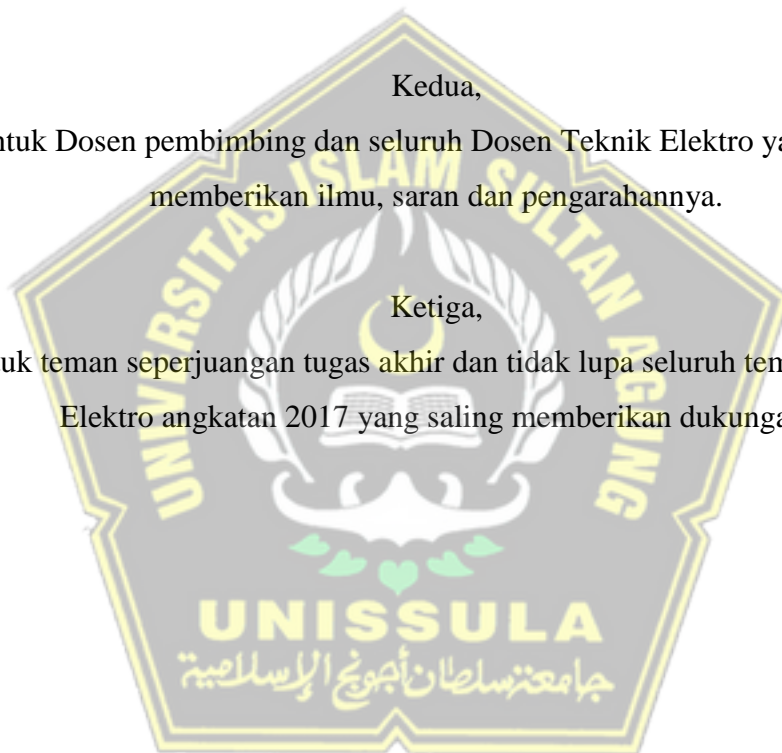 Kedua,
ntuk Dosen pembimbing dan seluruh Dosen Teknik Elektro ya
memberikan ilmu, saran dan pengarahannya.
UNIVERSITAS ISLAM SULTAN AGUNG
Ketiga,
uk teman seperjuangan tugas akhir dan tidak lupa seluruh tem
Elektro angkatan 2017 yang saling memberikan dukunga
UNISSULA
جامعتنسلطان أجونج الإسلامية